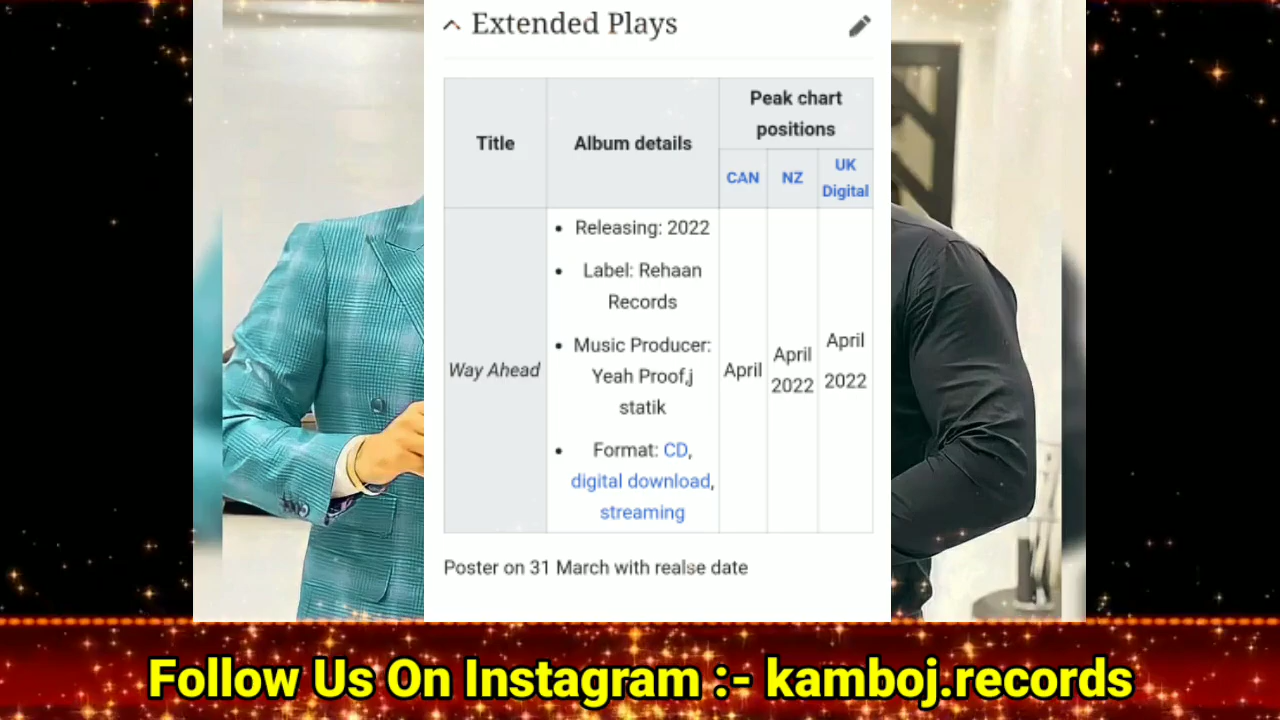 Extended Plays
Title
Album details
Peak chart
positions
CAN
NZ
UK
Digital
Way Ahead
• Releasing: 2022
• Label: Rehaan
Records
• Music Producer:
Yeah Proof,j
statik
• Format: CD,
digital download,
streaming
April
April
2022
April
2022
Poster on 31 March with realse date
Follow Us On Instagram :- kamboj.records